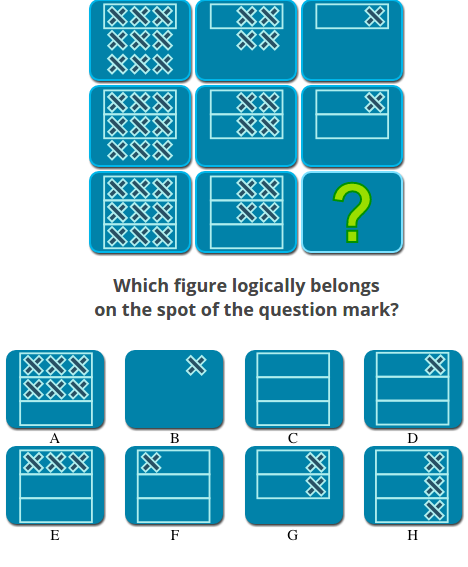 ?
Which figure logically belongs
on the spot of the question mark?
A
B
C
D
E
F
G
H